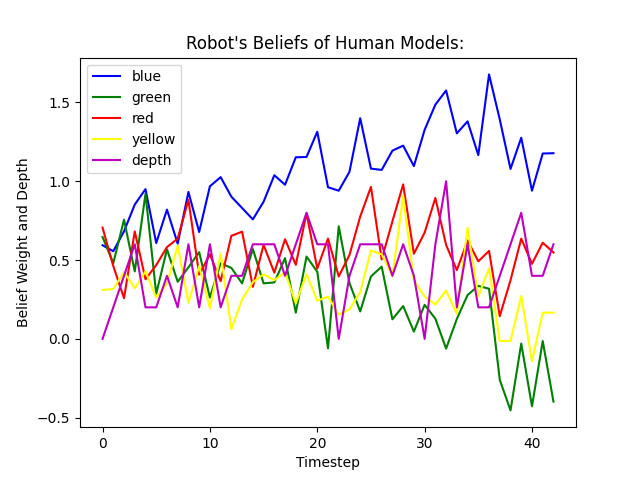 Robot's Beliefs of Human Models:
blue
green
red
yellow
depth
Belief Weight and Depth
1.5
1.0
0.5
0.0
−0.5
0
10
20
30
40
Timestep